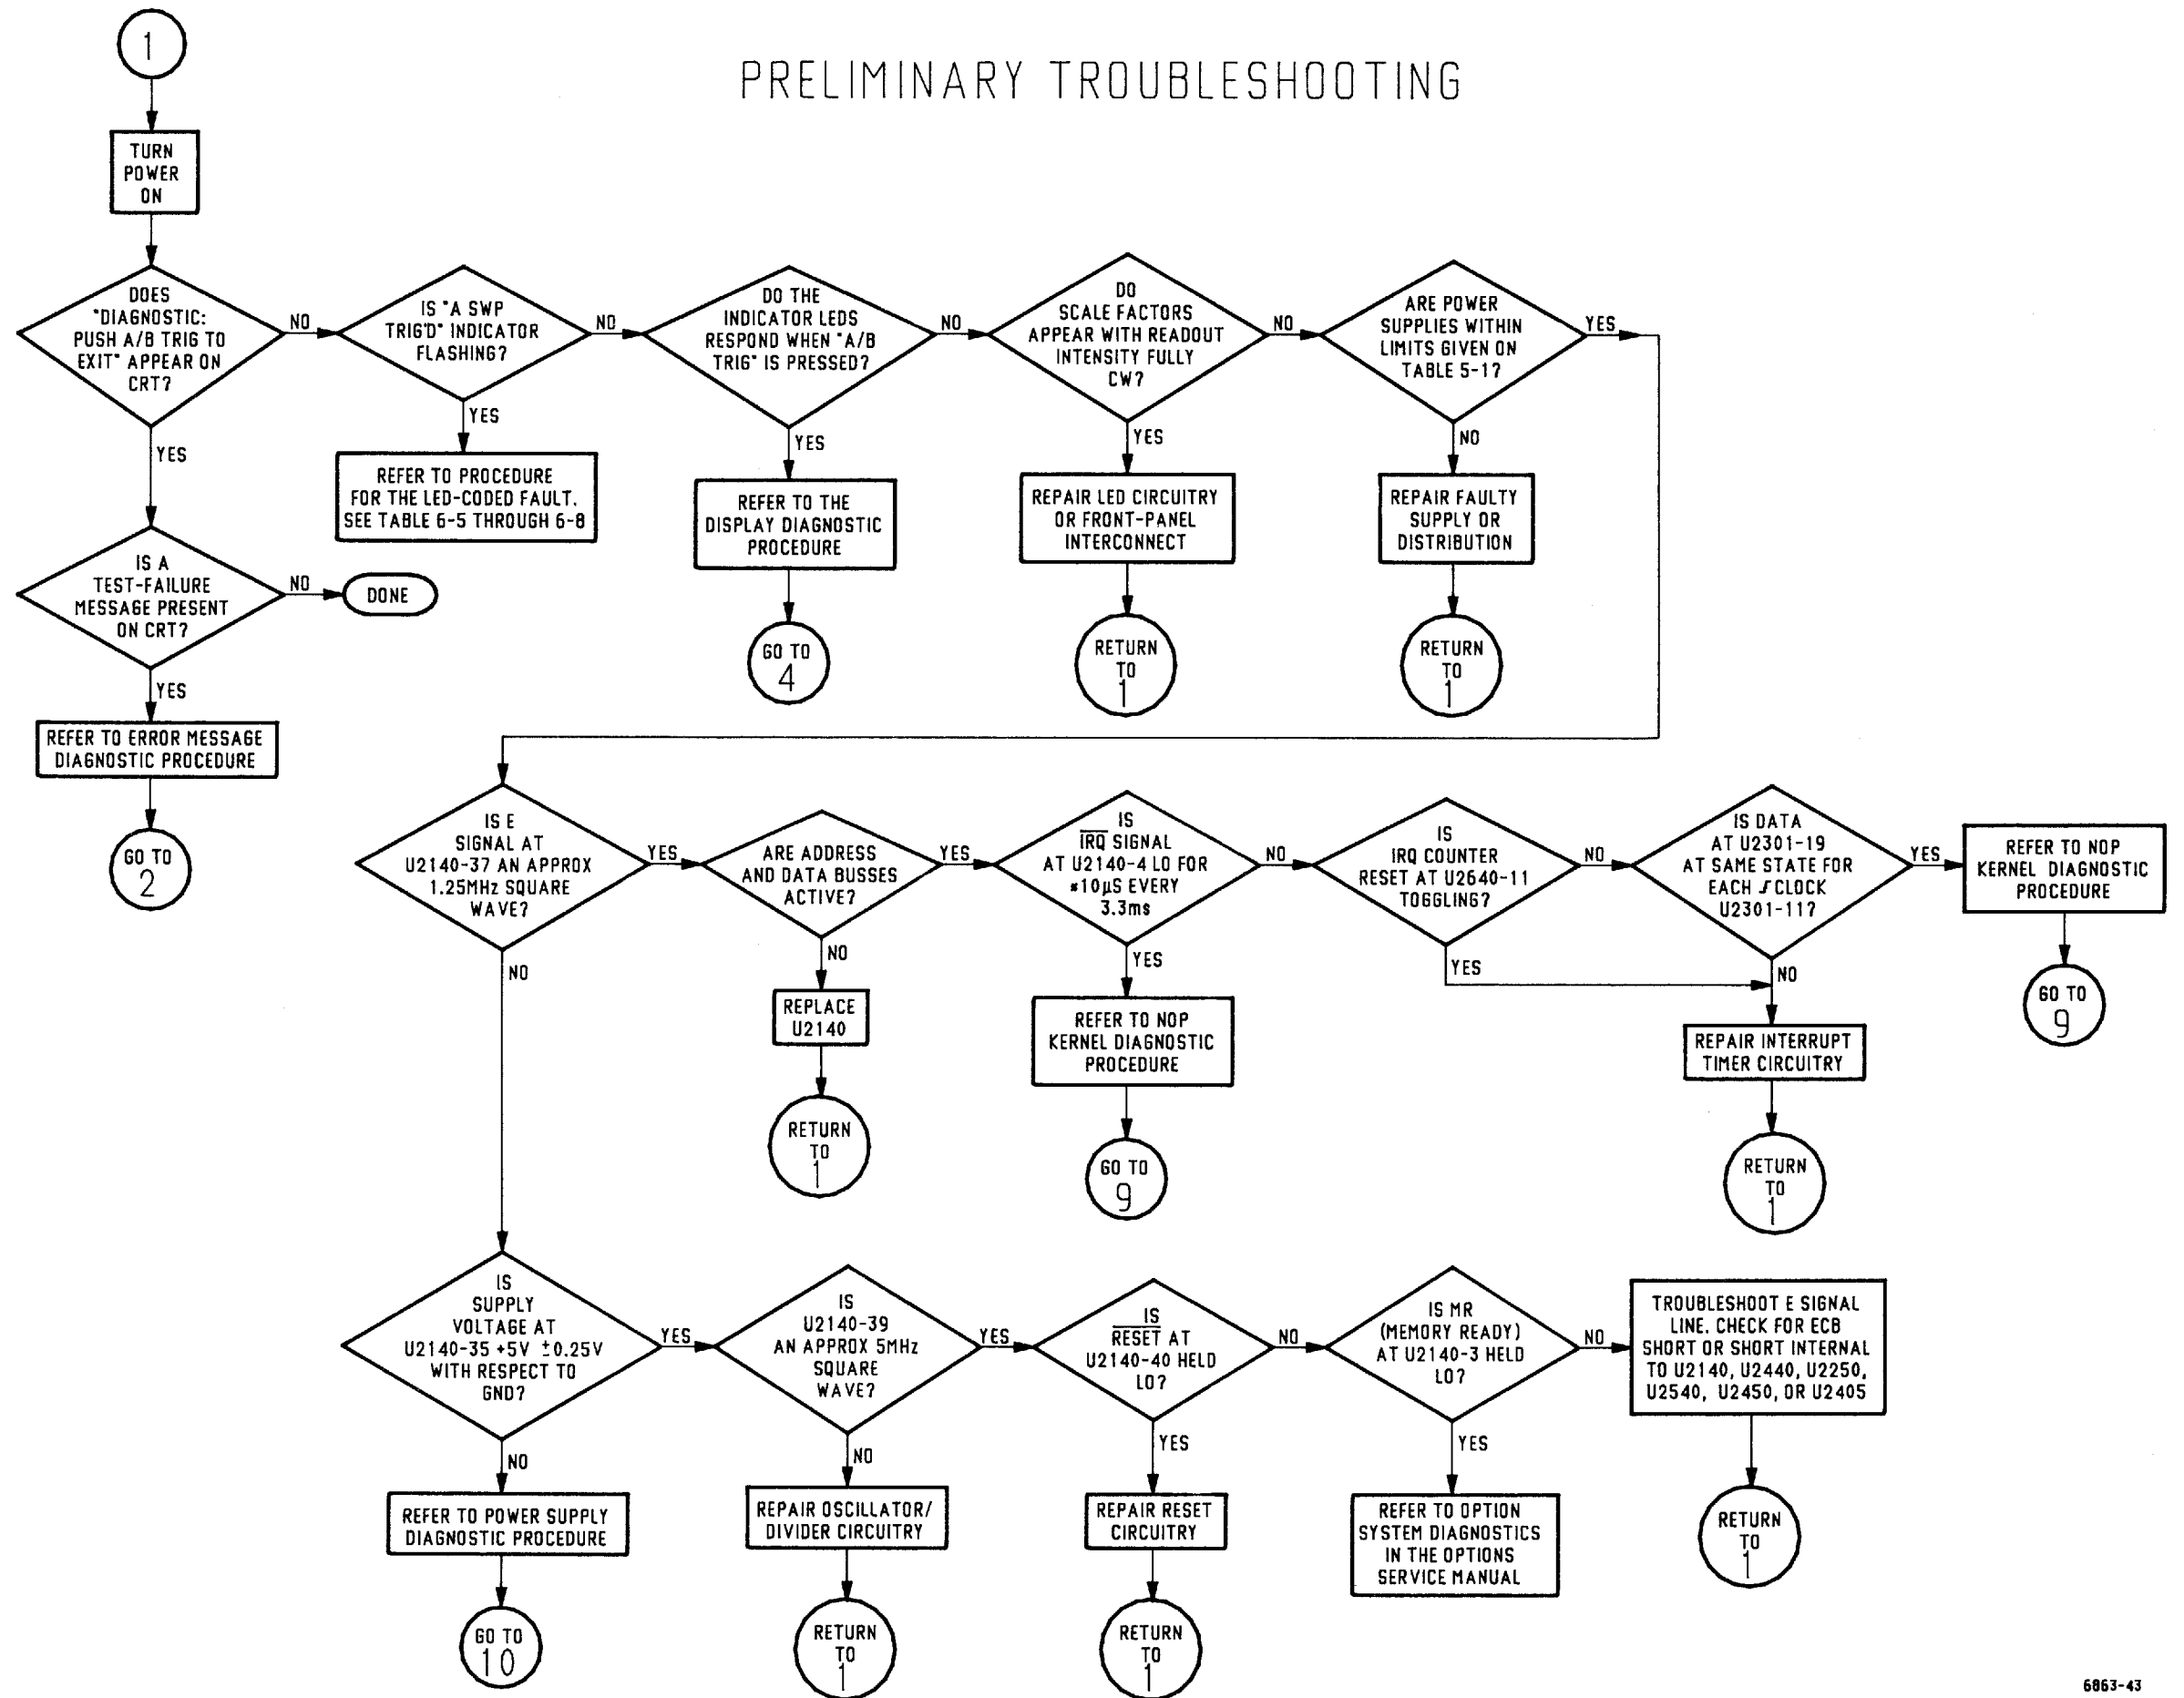 1
PRELIMINARY TROUBLESHOOTING
TURN
POWER
ON
DOES
"DIAGNOSTIC:
PUSH A/B TRIG TO
EXIT" APPEAR ON
CRT?
NO
IS "A SWP
TRIG'D" INDICATOR
FLASHING?
NO
DO THE
INDICATOR LEDS
RESPOND WHEN "A/B
TRIG" IS PRESSED?
NO
DO
SCALE FACTORS
APPEAR WITH READOUT
INTENSITY FULLY
CW?
NO
ARE POWER
SUPPLIES WITHIN
LIMITS GIVEN ON
TABLE 5-1?
YES
YES
YES
YES
YES
NO
REFER TO PROCEDURE
FOR THE LED-CODED FAULT.
SEE TABLE 6-5 THROUGH 6-8
REFER TO THE
DISPLAY DIAGNOSTIC
PROCEDURE
REPAIR LED CIRCUITRY
OR FRONT-PANEL
INTERCONNECT
REPAIR FAULTY
SUPPLY OR
DISTRIBUTION
IS A
TEST-FAILURE
MESSAGE PRESENT
ON CRT?
NO
DONE
GO TO
4
RETURN
TO
1
RETURN
TO
1
YES
REFER TO ERROR MESSAGE
DIAGNOSTIC PROCEDURE
GO TO
2
IS E
SIGNAL AT
U2140-37 AN APPROX
1.25MHz SQUARE
WAVE?
YES
ARE ADDRESS
AND DATA BUSSES
ACTIVE?
YES
IS
IRQ SIGNAL
AT U2140-4 LO FOR
≈10µS EVERY
3.3ms
NO
IS
IRQ COUNTER
RESET AT U2640-11
TOGGLING?
NO
IS DATA
AT U2301-19
AT SAME STATE FOR
EACH ⨍CLOCK
U2301-11?
YES
REFER TO NOP
KERNEL DIAGNOSTIC
PROCEDURE
GO TO
9
NO
NO
YES
YES
NO
REPLACE
U2140
REFER TO NOP
KERNEL DIAGNOSTIC
PROCEDURE
REPAIR INTERRUPT
TIMER CIRCUITRY
RETURN
TO
1
GO TO
9
RETURN
TO
1
IS
SUPPLY
VOLTAGE AT
U2140-35 +5V ±0.25V
WITH RESPECT TO
GND?
YES
IS
U2140-39
AN APPROX 5MHz
SQUARE
WAVE?
YES
IS
RESET AT
U2140-40 HELD
LO?
NO
IS MR
(MEMORY READY)
AT U2140-3 HELD
LO?
NO
TROUBLESHOOT E SIGNAL
LINE. CHECK FOR ECB
SHORT OR SHORT INTERNAL
TO U2140, U2440, U2250,
U2540, U2450, OR U2405
NO
NO
YES
YES
REFER TO POWER SUPPLY
DIAGNOSTIC PROCEDURE
REPAIR OSCILLATOR/
DIVIDER CIRCUITRY
REPAIR RESET
CIRCUITRY
REFER TO OPTION
SYSTEM DIAGNOSTICS
IN THE OPTIONS
SERVICE MANUAL
RETURN
TO
1
GO TO
10
RETURN
TO
1
RETURN
TO
1
6863-43